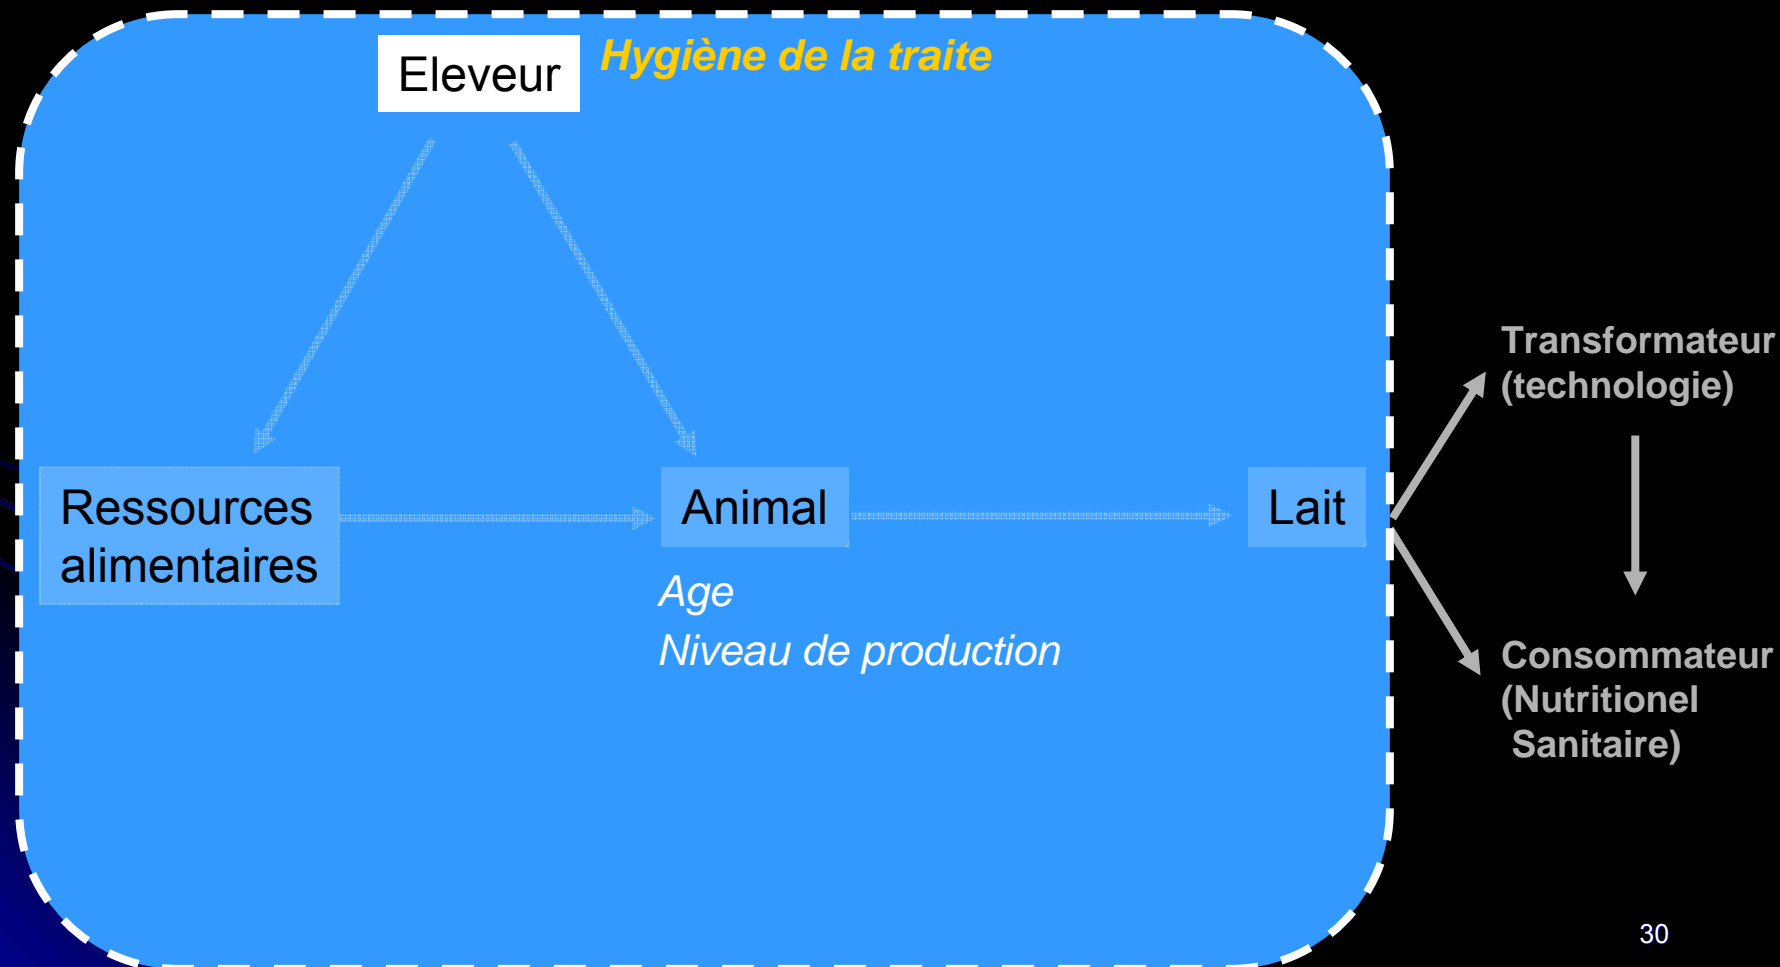 Eleveur
Hygiène de la traite
Ressources
alimentaires
Animal
Lait
Age
Niveau de production
Transformateur
(technologie)
Consommateur
(Nutritionel
Sanitaire)
30